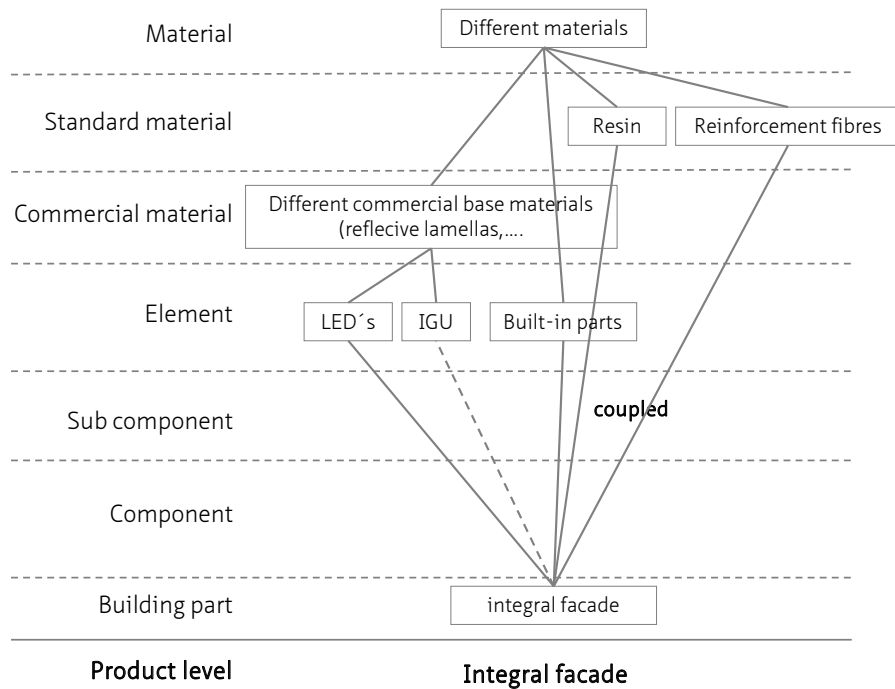 Material
Different materials
Standard material
Resin
Reinforcement fibres
Commercial material
Different commercial base materials
(reflecive lamellas,....
Element
LED´s
IGU
Built-in parts
Sub component
coupled
Component
Building part
integral facade
Product level
Integral facade